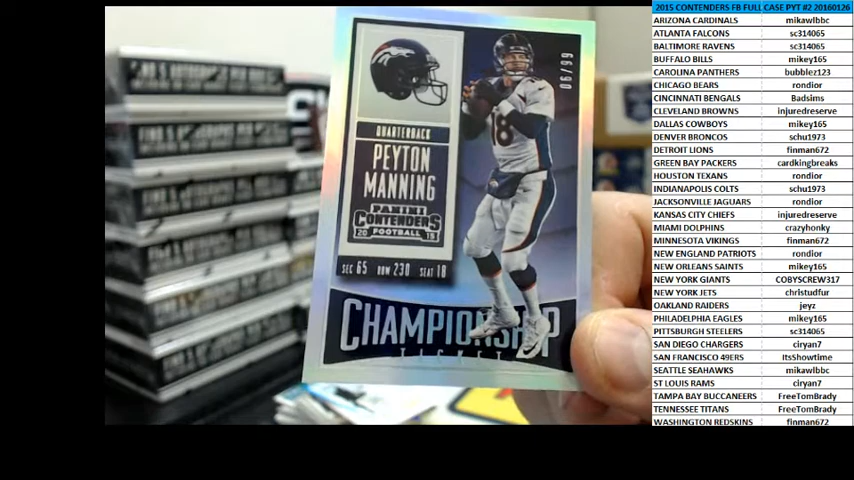 06/99
QUARTERBACK
PEYTON
MANNING
PANINI
CONTENDERS
FOOTBALL
2015
SEC 65 ROW 230 SEAT 18
CHAMPIONSHIP
TICKET
18
2015 CONTENDERS FB FULL CASE PYT #2 20160126
ARIZONA CARDINALS mikawlbbc
ATLANTA FALCONS sc314065
BALTIMORE RAVENS sc314065
BUFFALO BILLS mikey165
CAROLINA PANTHERS bubblez123
CHICAGO BEARS rondior
CINCINNATI BENGALS Badsims
CLEVELAND BROWNS injuredreserve
DALLAS COWBOYS mikey165
DENVER BRONCOS schu1973
DETROIT LIONS finman672
GREEN BAY PACKERS cardkingbreaks
HOUSTON TEXANS rondior
INDIANAPOLIS COLTS schu1973
JACKSONVILLE JAGUARS rondior
KANSAS CITY CHIEFS injuredreserve
MIAMI DOLPHINS crazyhonky
MINNESOTA VIKINGS finman672
NEW ENGLAND PATRIOTS rondior
NEW ORLEANS SAINTS mikey165
NEW YORK GIANTS COBYSCREW317
NEW YORK JETS christudfur
OAKLAND RAIDERS jeyz
PHILADELPHIA EAGLES mikey165
PITTSBURGH STEELERS sc314065
SAN DIEGO CHARGERS ciryan7
SAN FRANCISCO 49ERS ItsShowtime
SEATTLE SEAHAWKS mikawlbbc
ST LOUIS RAMS ciryan7
TAMPA BAY BUCCANEERS FreeTomBrady
TENNESSEE TITANS FreeTomBrady
WASHINGTON REDSKINS finman672